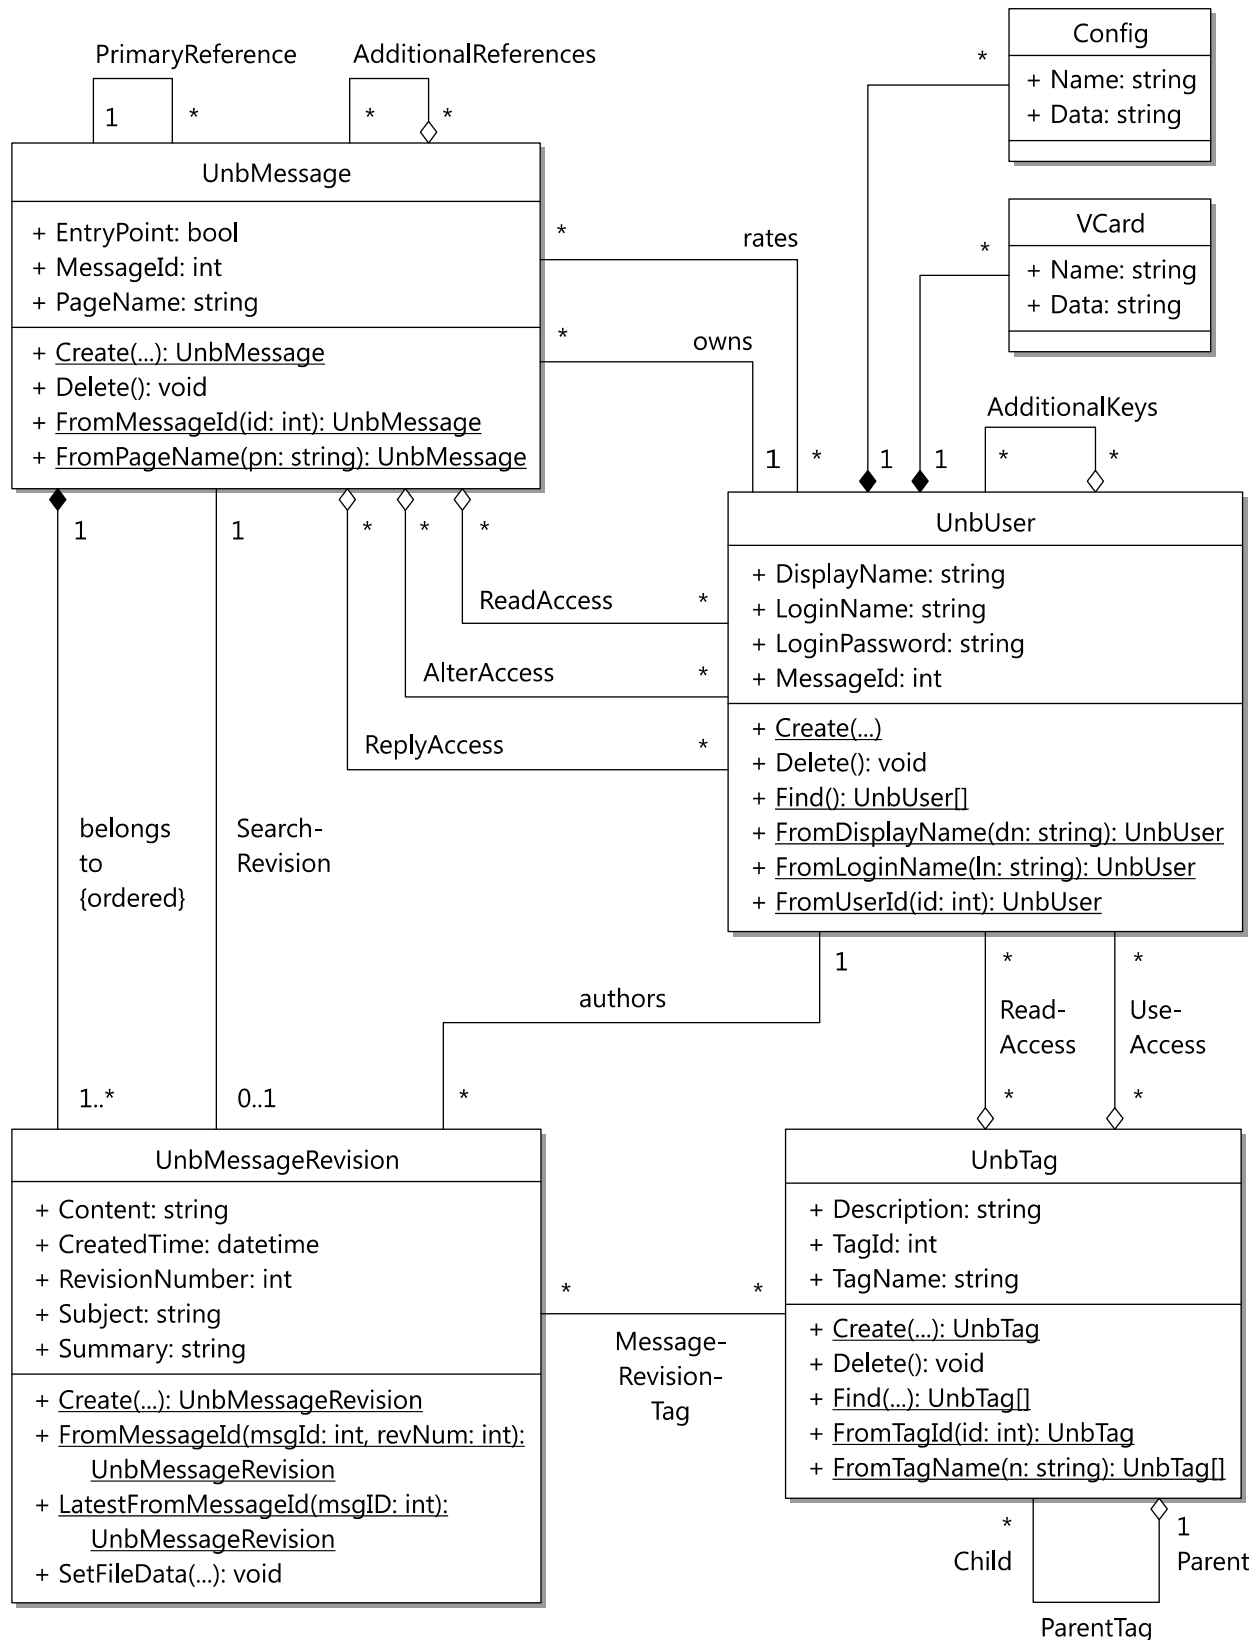 PrimaryReference
1
*
AdditionalReferences
*
*
UnbMessage
+ EntryPoint: bool
+ MessageId: int
+ PageName: string
+ Create(...): UnbMessage
+ Delete(): void
+ FromMessageId(id: int): UnbMessage
+ FromPageName(pn: string): UnbMessage
Config
+ Name: string
+ Data: string
*
VCard
+ Name: string
+ Data: string
*
*
rates
*
owns
1
*
1
1
AdditionalKeys
*
*
UnbUser
+ DisplayName: string
+ LoginName: string
+ LoginPassword: string
+ MessageId: int
+ Create(...)
+ Delete(): void
+ Find(): UnbUser[]
+ FromDisplayName(dn: string): UnbUser
+ FromLoginName(ln: string): UnbUser
+ FromUserId(id: int): UnbUser
1
1
*
*
*
ReadAccess
*
AlterAccess
*
ReplyAccess
*
belongs
to
{ordered}
Search-
Revision
1..*
0..1
1
authors
*
*
Read-
Access
*
*
Use-
Access
*
UnbMessageRevision
+ Content: string
+ CreatedTime: datetime
+ RevisionNumber: int
+ Subject: string
+ Summary: string
+ Create(...): UnbMessageRevision
+ FromMessageId(msgId: int, revNum: int):
UnbMessageRevision
+ LatestFromMessageId(msgID: int):
UnbMessageRevision
+ SetFileData(...): void
*
*
Message-
Revision-
Tag
UnbTag
+ Description: string
+ TagId: int
+ TagName: string
+ Create(...): UnbTag
+ Delete(): void
+ Find(...): UnbTag[]
+ FromTagId(id: int): UnbTag
+ FromTagName(n: string): UnbTag[]
*
Child
1
Parent
ParentTag